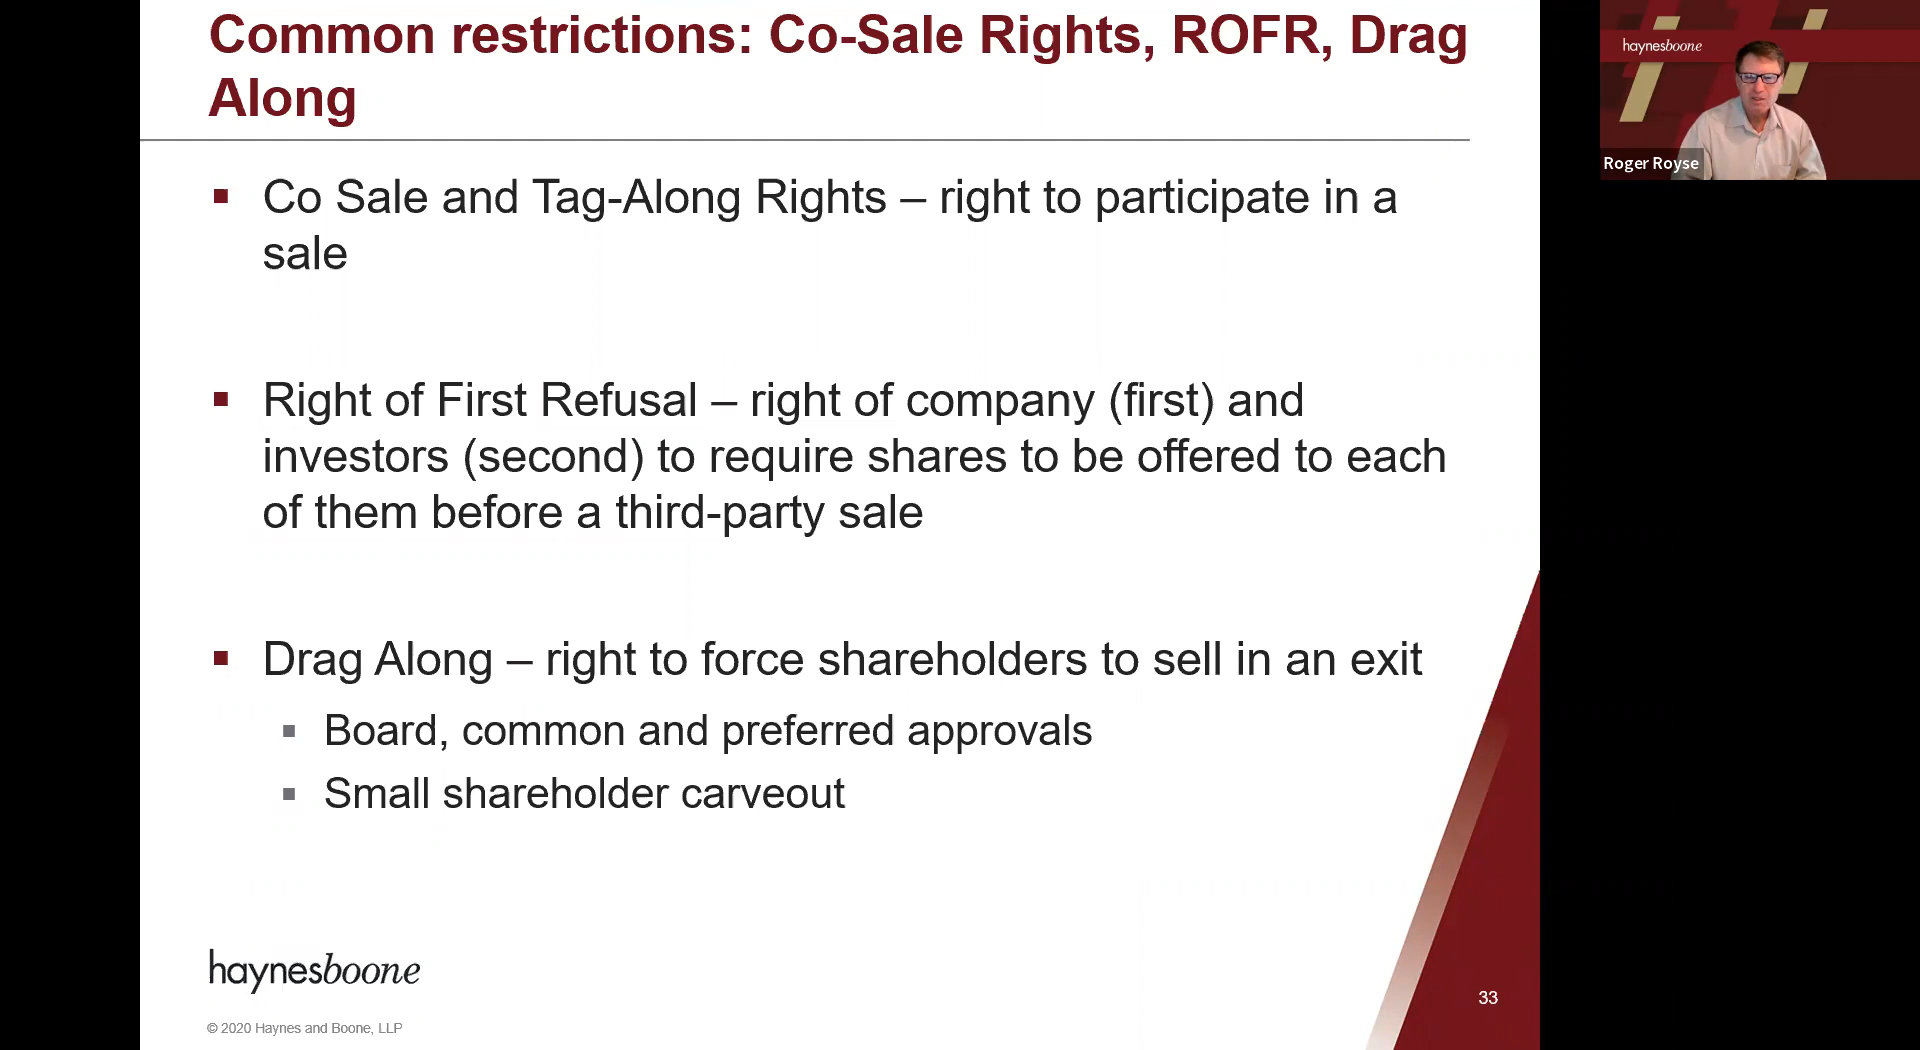 Common restrictions: Co-Sale Rights, ROFR, Drag
Along
Co Sale and Tag-Along Rights – right to participate in a
sale
Right of First Refusal – right of company (first) and
investors (second) to require shares to be offered to each
of them before a third-party sale
Drag Along – right to force shareholders to sell in an exit
Board, common and preferred approvals
Small shareholder carveout
haynesboone
© 2020 Haynes and Boone, LLP
33
haynesboone
Roger Royse